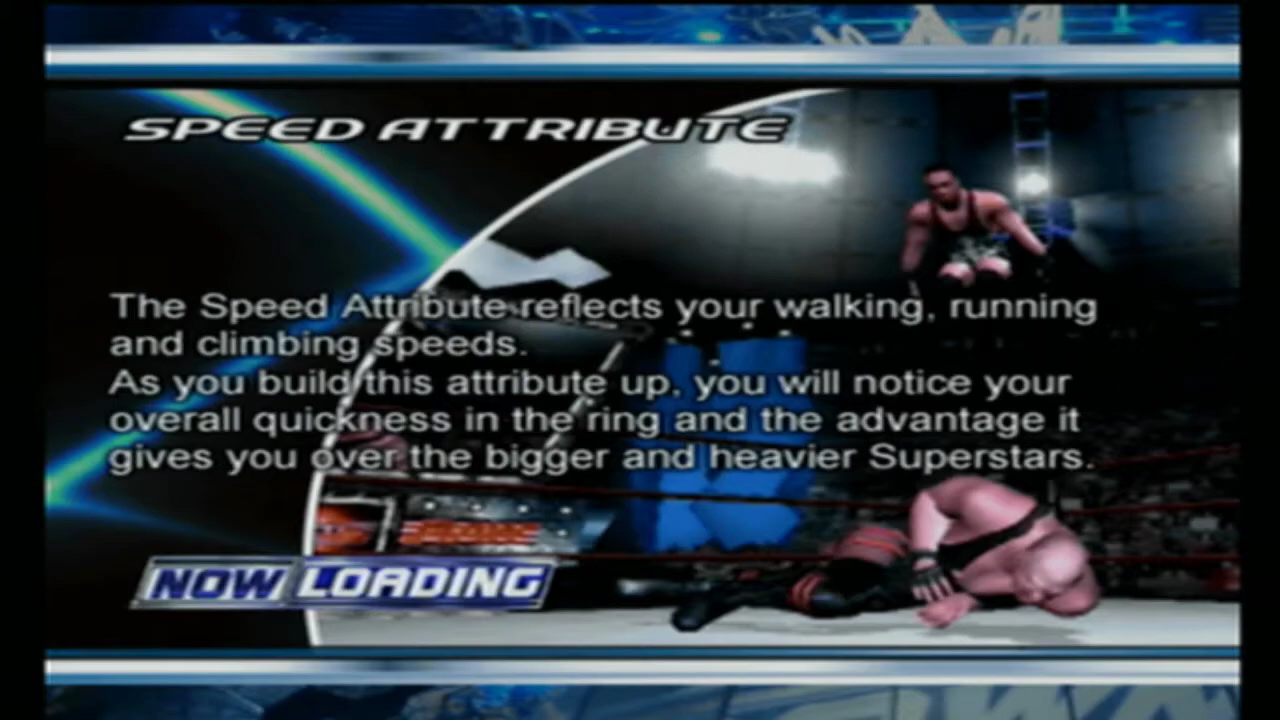 SPEED ATTRIBUTE
The Speed Attribute reflects your walking, running
and climbing speeds.
As you build this attribute up, you will notice your
overall quickness in the ring and the advantage it
gives you over the bigger and heavier Superstars.
NOW LOADING